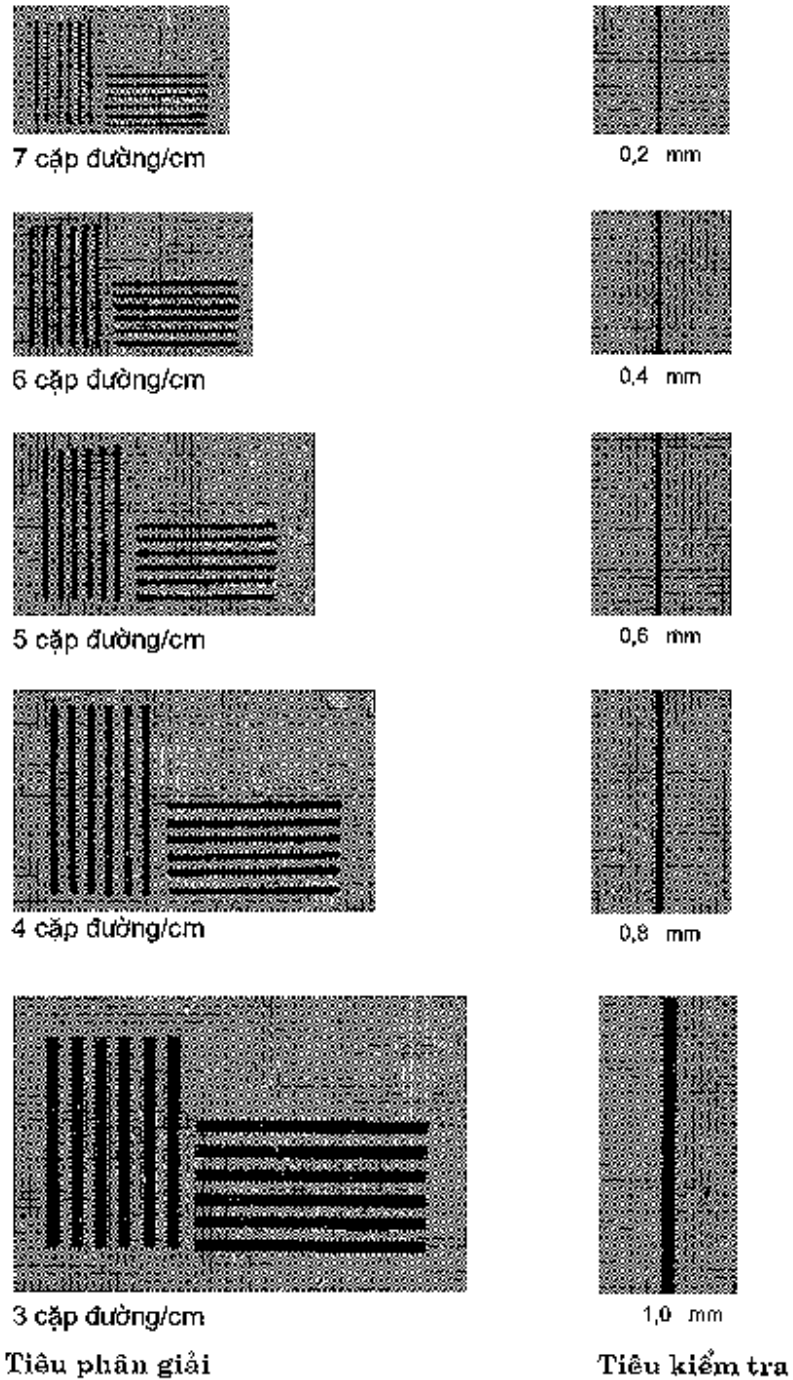 7 cặp đường/cm
0,2 mm
6 cặp đường/cm
0,4 mm
5 cặp đường/cm
0,6 mm
4 cặp đường/cm
0,8 mm
3 cặp đường/cm
1,0 mm
Tiêu phân giải
Tiêu kiểm tra